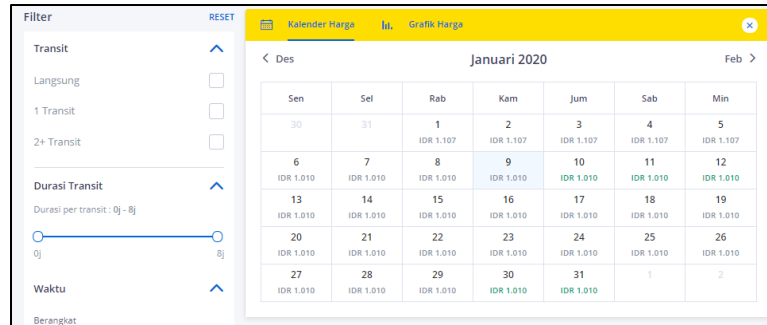 Filter RESET
Transit
Langsung
1 Transit
2+ Transit
Durasi Transit
Durasi per transit : 0j - 8j
0j 8j
Waktu
Berangkat
Kalender Harga Grafik Harga
Des Januari 2020 Feb
Sen Sel Rab Kam Jum Sab Min
30 31 1 2 3 4 5
IDR 1.107 IDR 1.107 IDR 1.107 IDR 1.107 IDR 1.107
6 7 8 9 10 11 12
IDR 1.010 IDR 1.010 IDR 1.010 IDR 1.010 IDR 1.010 IDR 1.010 IDR 1.010
13 14 15 16 17 18 19
IDR 1.010 IDR 1.010 IDR 1.010 IDR 1.010 IDR 1.010 IDR 1.010 IDR 1.010
20 21 22 23 24 25 26
IDR 1.010 IDR 1.010 IDR 1.010 IDR 1.010 IDR 1.010 IDR 1.010 IDR 1.010
27 28 29 30 31 1 2
IDR 1.010 IDR 1.010 IDR 1.010 IDR 1.010 IDR 1.010